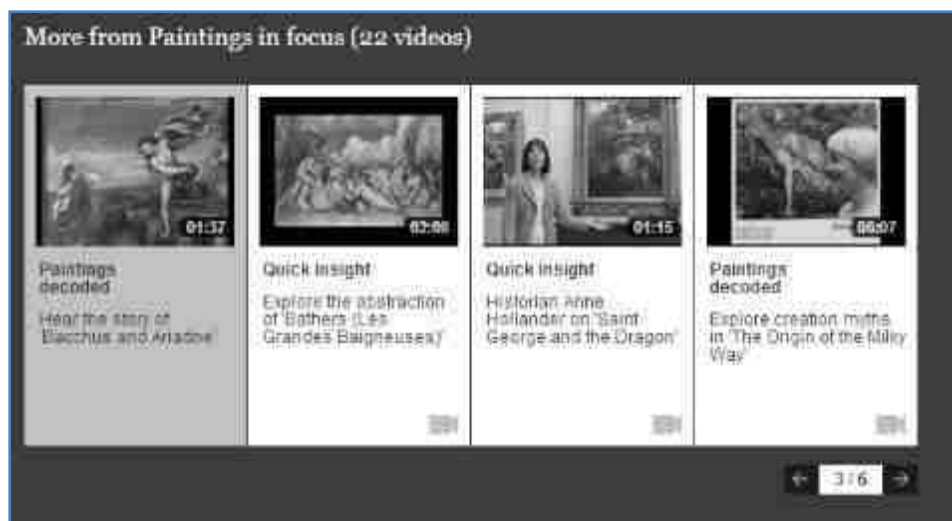 More from Paintings in focus (22 videos)
01:37
01:15
06:07
Paintings
decoded
Hear the story of
'Bacchus and Ariadne'
Quick insight
Explore the abstraction
of 'Bathers (Les
Grandes Baigneuses)'
Quick insight
Historian Anne
Hollander on 'Saint
George and the Dragon'
Paintings
decoded
Explore creation myths
in 'The Origin of the Milky
Way'
3 / 6